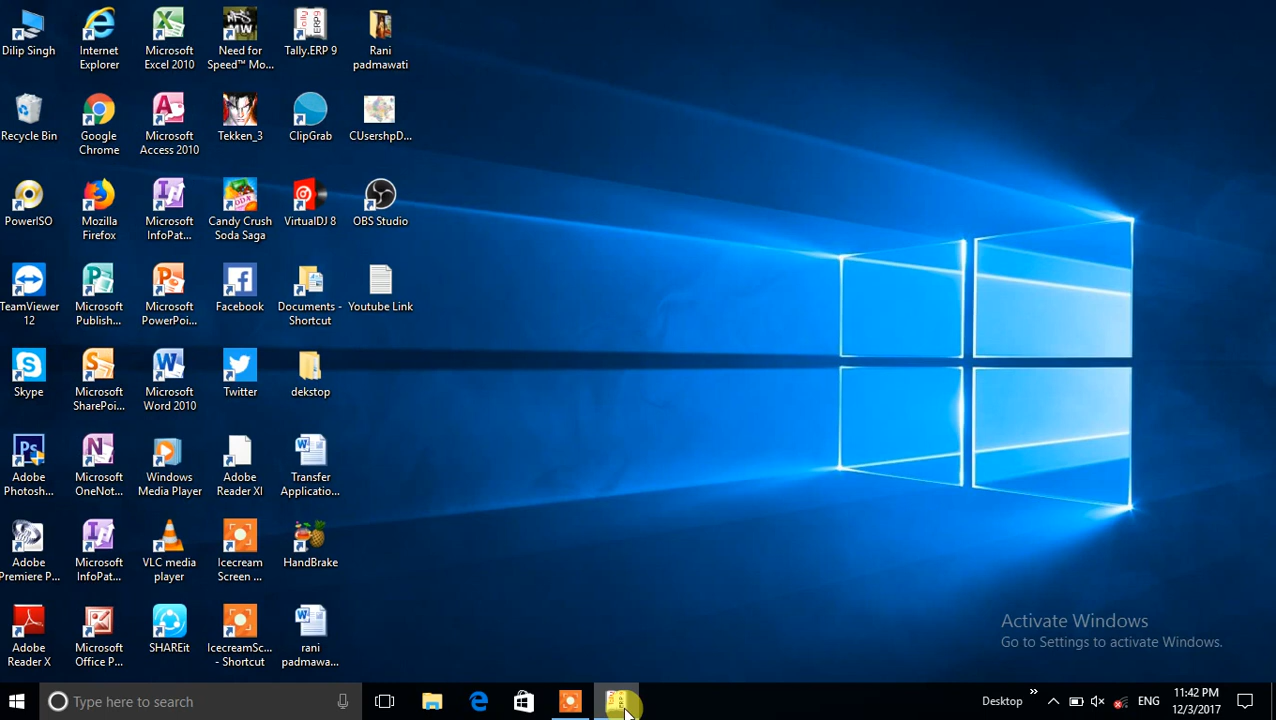 Dilip Singh
Internet
Explorer
Microsoft
Excel 2010
Need for
Speed™ Mo...
Tally.ERP 9
Rani
padmawati
Recycle Bin
Google
Chrome
Microsoft
Access 2010
Tekken_3
ClipGrab
CUsershpD...
PowerISO
Mozilla
Firefox
Microsoft
InfoPat...
Candy Crush
Soda Saga
VirtualDJ 8
OBS Studio
TeamViewer
12
Microsoft
Publish...
Microsoft
PowerPoi...
Facebook
Documents -
Shortcut
Youtube Link
Skype
Microsoft
SharePoi...
Microsoft
Word 2010
Twitter
dekstop
Adobe
Photosh...
Microsoft
OneNot...
Windows
Media Player
Adobe
Reader XI
Transfer
Applicatio...
Adobe
Premiere P...
Microsoft
InfoPat...
VLC media
player
Icecream
Screen ...
HandBrake
Adobe
Reader X
Microsoft
Office P...
SHAREit
IcecreamSc...
- Shortcut
rani
padmawa...
Activate Windows
Go to Settings to activate Windows.
Type here to search
Desktop
ENG
11:42 PM
12/3/2017